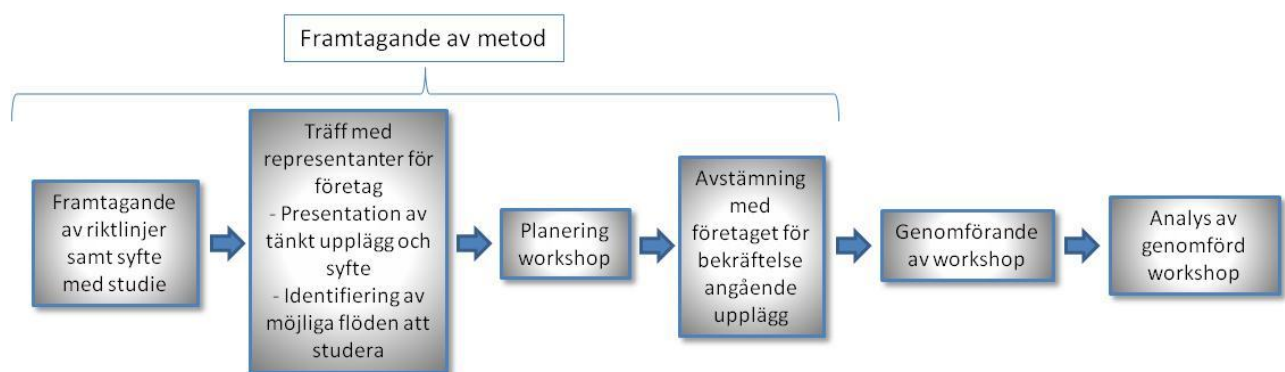 Framtagande av metod
Framtagande
av riktlinjer
samt syfte
med studie
Träff med
representanter för
företag
- Presentation av
tänkt upplägg och
syfte
- Identifiering av
möjliga flöden att
studera
Planering
workshop
Avstämning
med
företaget för
bekräftelse
angående
upplägg
Genomförande
av workshop
Analys av
genomförd
workshop